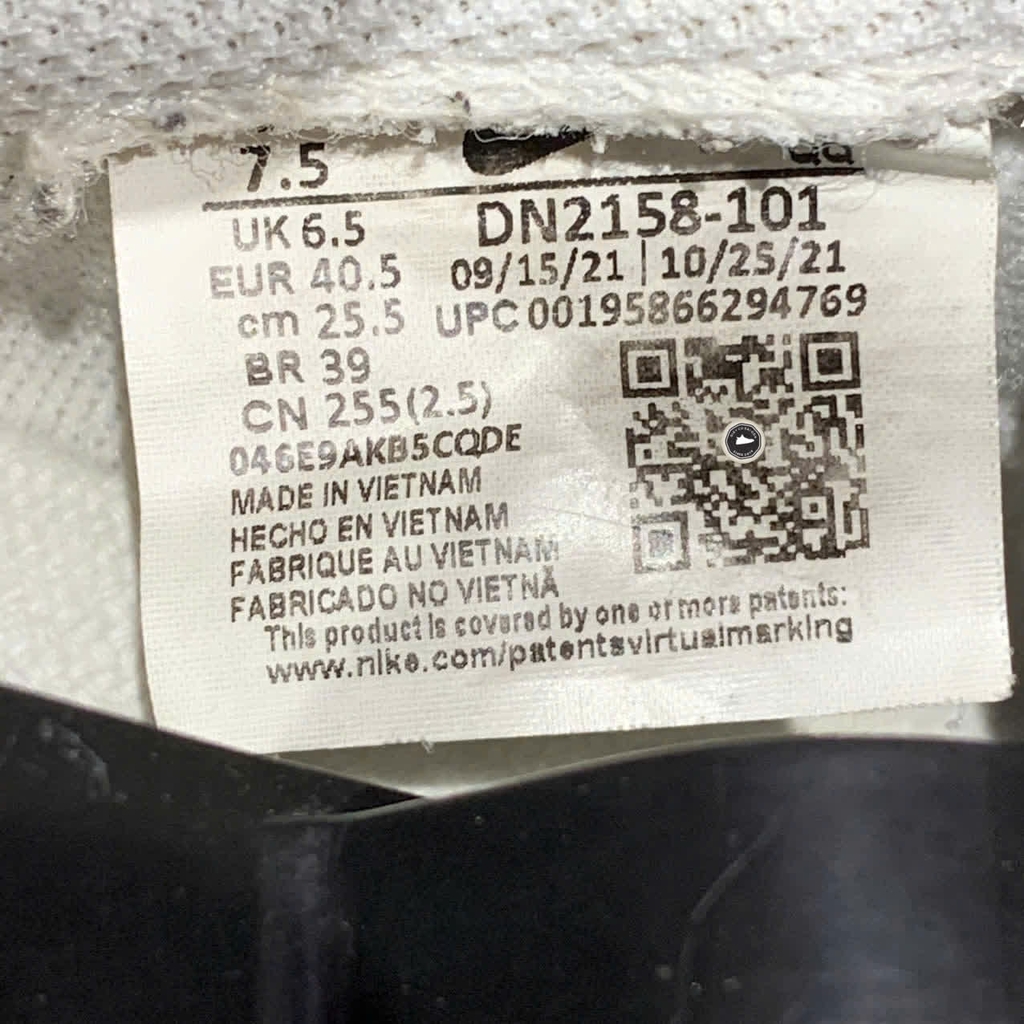 7.5
UK 6.5
EUR 40.5
cm 25.5
BR 39
CN 255(2.5)
DN2158-101
09/15/21 | 10/25/21
UPC 00195866294769
046E9AKB5CQDE
MADE IN VIETNAM
HECHO EN VIETNAM
FABRIQUE AU VIETNAM
FABRICADO NO VIETNÃ
This product is covered by one or more patents:
www.nike.com/patentsvirtualmarking